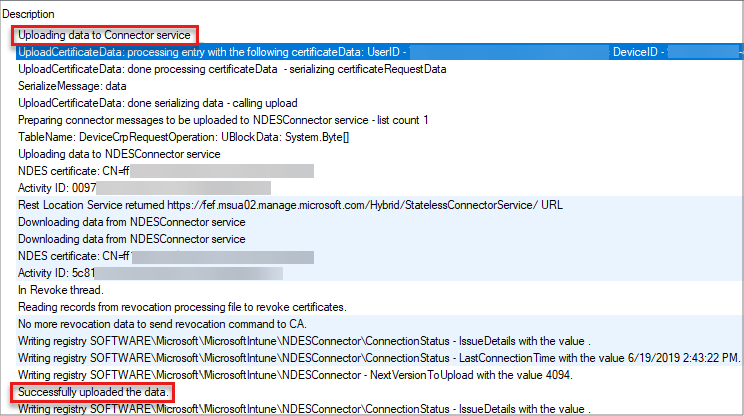 Description
Uploading data to Connector service
UploadCertificateData: processing entry with the following certificateData: UserID - DeviceID -
UploadCertificateData: done processing certificateData - serializing certificateRequestData
SerializeMessage: data
UploadCertificateData: done serializing data - calling upload
Preparing connector messages to be uploaded to NDESConnector service - list count 1
TableName: DeviceCrpRequestOperation: UBlockData: System.Byte[]
Uploading data to NDESConnector service
NDES certificate: CN=ff
Activity ID: 0097
Rest Location Service returned https://fef.msua02.manage.microsoft.com/Hybrid/StatelessConnectorService/ URL
Downloading data from NDESConnector service
Downloading data from NDESConnector service
NDES certificate: CN=ff
Activity ID: 5c81
In Revoke thread.
Reading records from revocation processing file to revoke certificates.
No more revocation data to send revocation command to CA.
Writing registry SOFTWARE\Microsoft\MicrosoftIntune\NDESConnector\ConnectionStatus - IssueDetails with the value .
Writing registry SOFTWARE\Microsoft\MicrosoftIntune\NDESConnector\ConnectionStatus - LastConnectionTime with the value 6/19/2019 2:43:22 PM.
Writing registry SOFTWARE\Microsoft\MicrosoftIntune\NDESConnector - NextVersionToUpload with the value 4094.
Successfully uploaded the data.
Writing registry SOFTWARE\Microsoft\MicrosoftIntune\NDESConnector\ConnectionStatus - IssueDetails with the value .